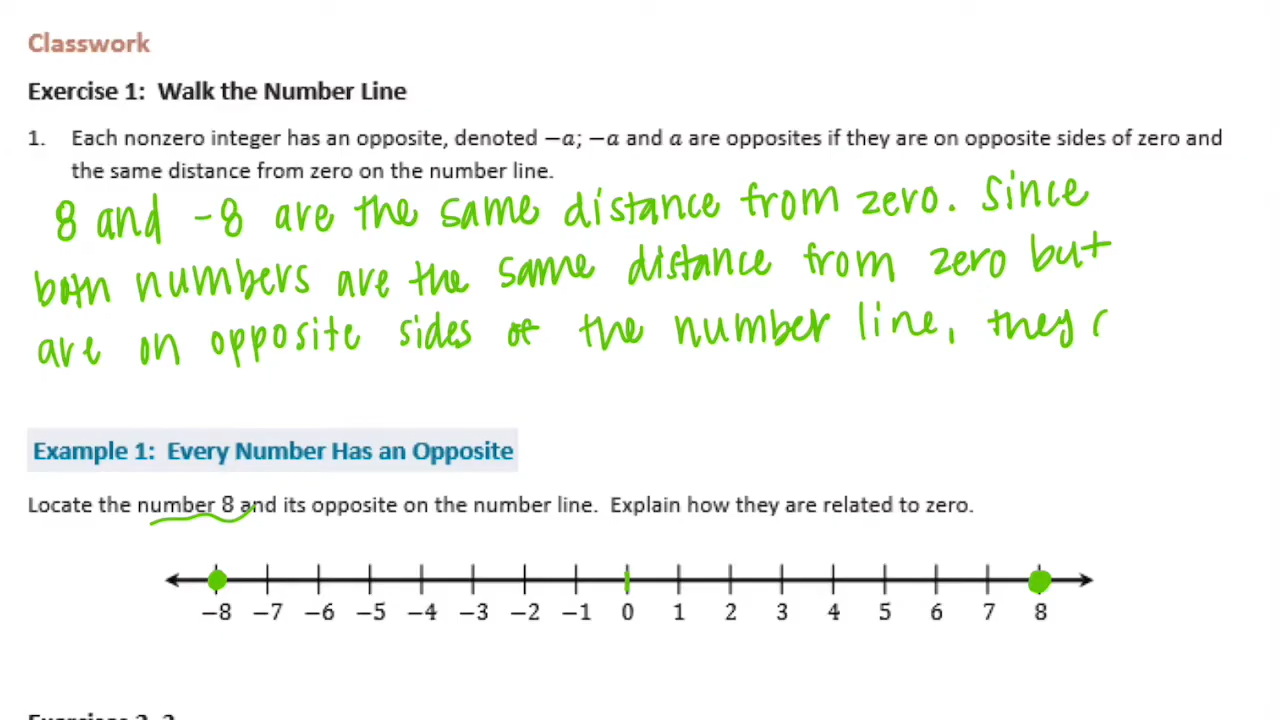 Classwork
Exercise 1: Walk the Number Line
1. Each nonzero integer has an opposite, denoted −a; −a and a are opposites if they are on opposite sides of zero and
the same distance from zero on the number line.
8 and -8 are the same distance from zero. Since
both numbers are the same distance from zero but
are on opposite sides of the number line, they
Example 1: Every Number Has an Opposite
Locate the number 8 and its opposite on the number line. Explain how they are related to zero.
−8 −7 −6 −5 −4 −3 −2 −1 0 1 2 3 4 5 6 7 8